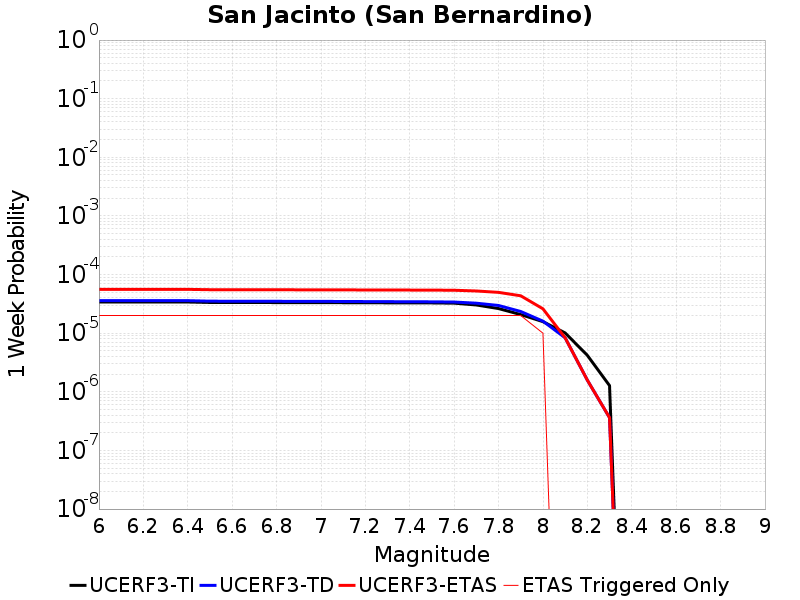 San Jacinto (San Bernardino)
1 Week Probability
10^0
10^-1
10^-2
10^-3
10^-4
10^-5
10^-6
10^-7
10^-8
6 6.2 6.4 6.6 6.8 7 7.2 7.4 7.6 7.8 8 8.2 8.4 8.6 8.8 9
Magnitude
UCERF3-TI UCERF3-TD UCERF3-ETAS ETAS Triggered Only